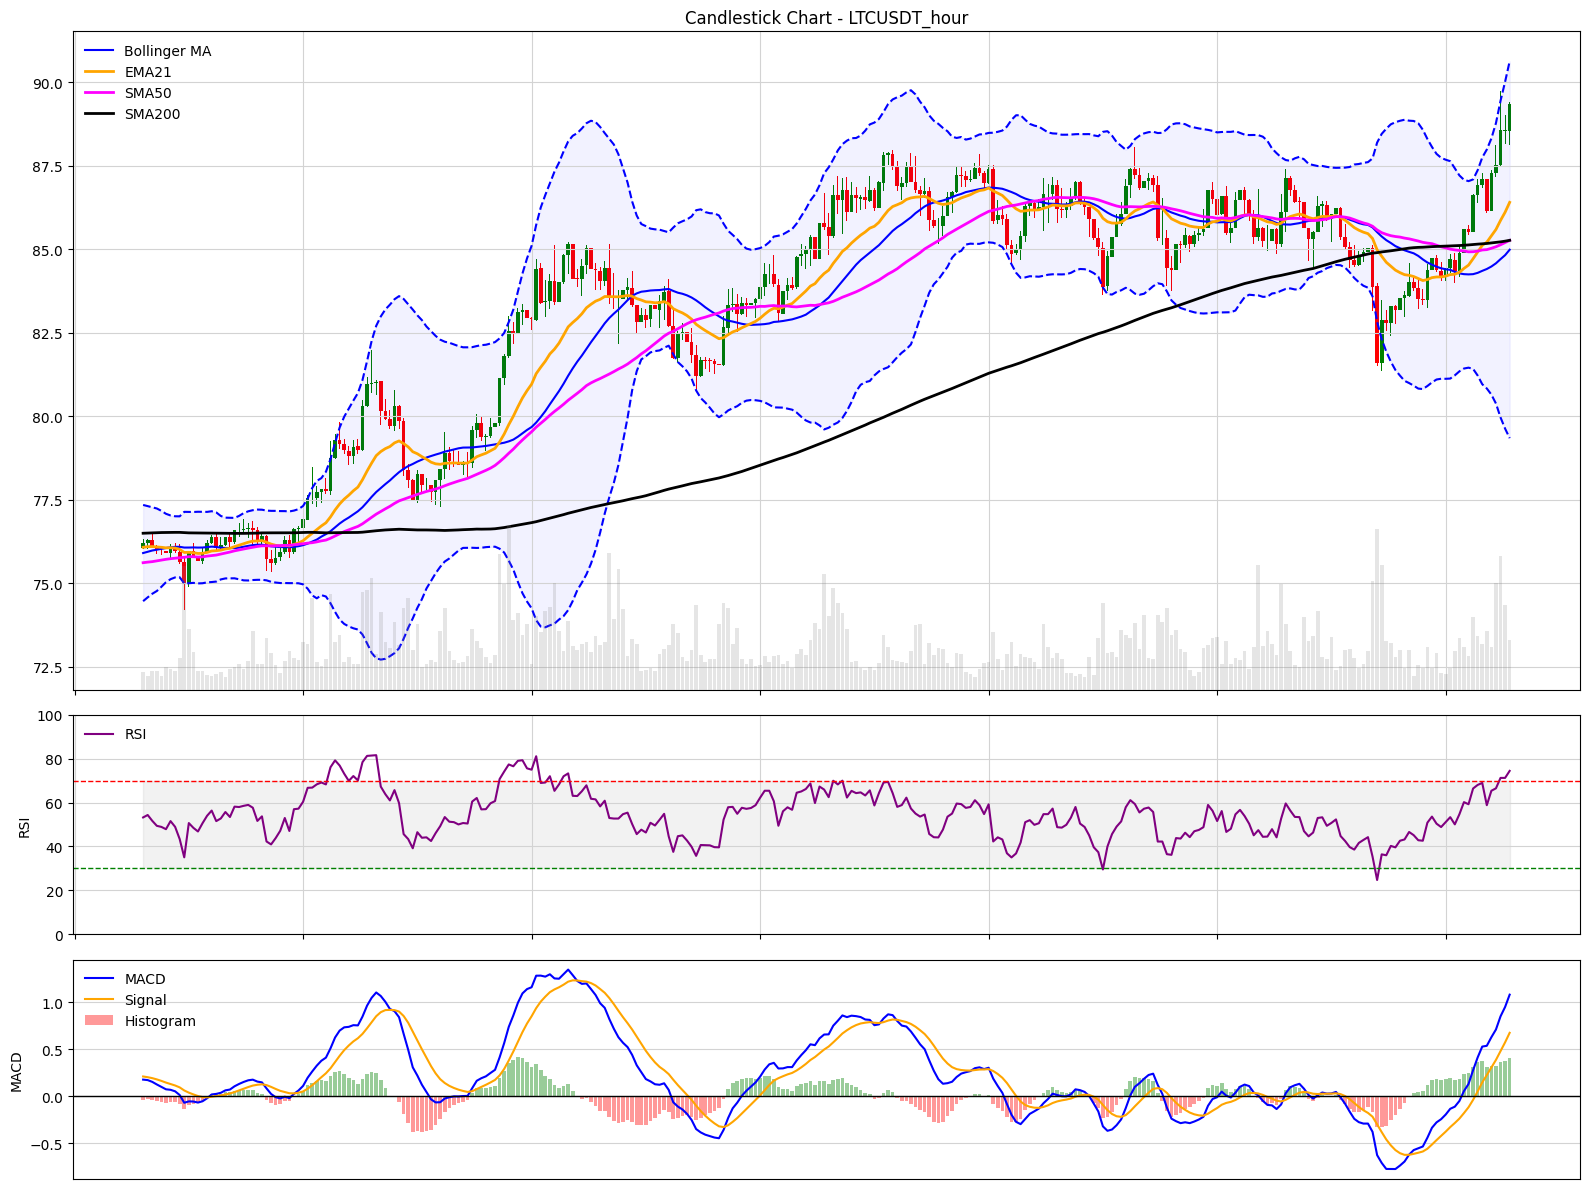 Candlestick Chart - LTCUSDT_hour
Bollinger MA
EMA21
SMA50
SMA200
90.0
87.5
85.0
82.5
80.0
77.5
75.0
72.5
RSI
100
80
60
40
20
0
RSI
MACD
Signal
Histogram
1.0
0.5
0.0
−0.5
MACD